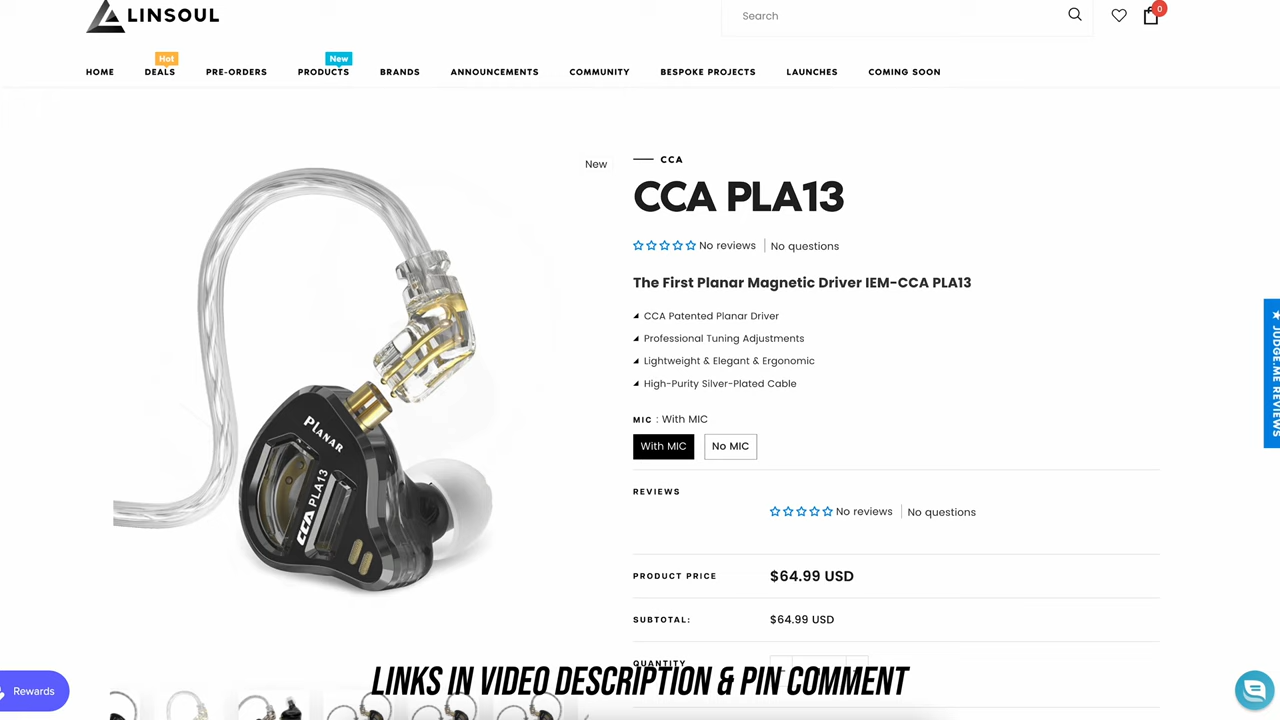 LINSOUL
Search
0
Hot
New
HOME
DEALS
PRE-ORDERS
PRODUCTS
BRANDS
ANNOUNCEMENTS
COMMUNITY
BESPOKE PROJECTS
LAUNCHES
COMING SOON
New
CCA
CCA PLA13
No reviews
No questions
The First Planar Magnetic Driver IEM-CCA PLA13
CCA Patented Planar Driver
Professional Tuning Adjustments
Lightweight & Elegant & Ergonomic
High-Purity Silver-Plated Cable
MIC : With MIC
With MIC
No MIC
REVIEWS
No reviews
No questions
PRODUCT PRICE
$64.99 USD
SUBTOTAL:
$64.99 USD
QUANTITY
PLANAR
CCA PLA13
★ JUDGE.ME REVIEWS
Rewards
LINKS IN VIDEO DESCRIPTION & PIN COMMENT